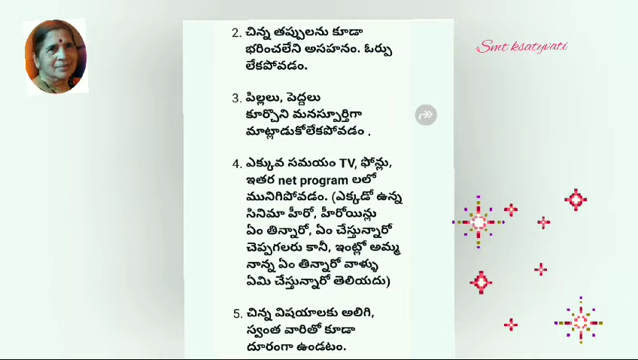 2. చిన్న తప్పులను కూడా
భరించలేని అసహనం. ఓర్పు
లేకపోవడం.
Smt ksatyvati
3. పిల్లలు, పెద్దలు
కూర్చొని మనస్పూర్తిగా
మాట్లాడుకోలేకపోవడం .
4. ఎక్కువ సమయం TV, ఫోన్లు,
ఇతర net program లలో
మునిగిపోవడం. (ఎక్కడో ఉన్న
సినిమా హీరో, హీరోయిన్లు
ఏం తిన్నారో, ఏం చేస్తున్నారో
చెప్పగలరు కానీ, ఇంట్లో అమ్మ
నాన్న ఏం తిన్నారో వాళ్ళు
ఏమి చేస్తున్నారో తెలియదు)
5. చిన్న విషయాలకు అలిగి,
స్వంత వారితో కూడా
దూరంగా ఉండటం.